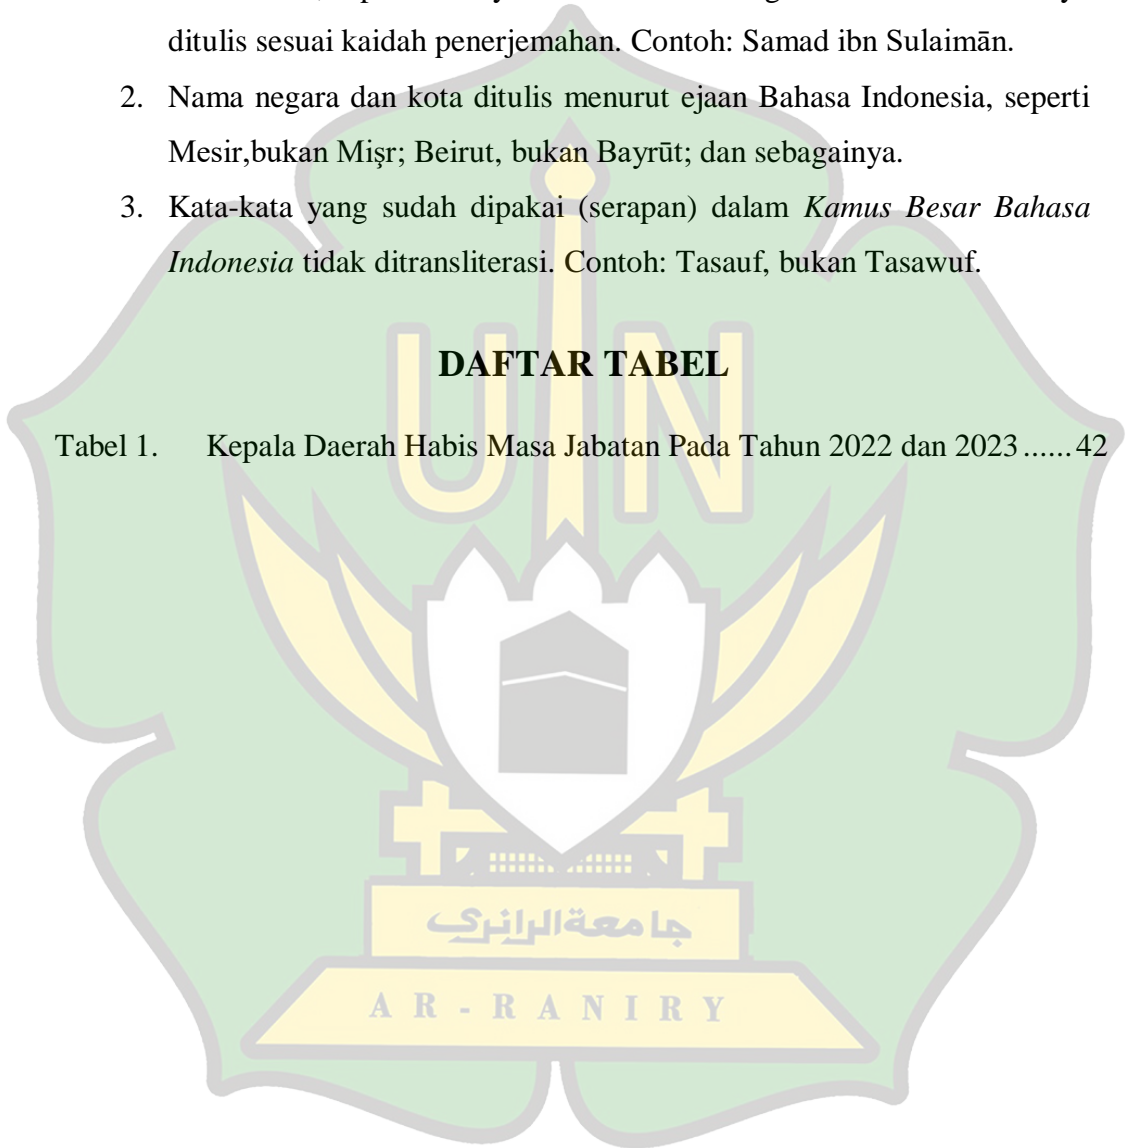 ditulis sesuai kaidah penerjemahan. Contoh: Samad ibn Sulaimān.
2. Nama negara dan kota ditulis menurut ejaan Bahasa Indonesia, seperti
Mesir,bukan Miṣr; Beirut, bukan Bayrūt; dan sebagainya.
3. Kata-kata yang sudah dipakai (serapan) dalam Kamus Besar Bahasa
Indonesia tidak ditransliterasi. Contoh: Tasauf, bukan Tasawuf.
DAFTAR TABEL
Tabel 1. Kepala Daerah Habis Masa Jabatan Pada Tahun 2022 dan 2023 ...... 42
UIN
جامعةالرانري
AR-RANIRY